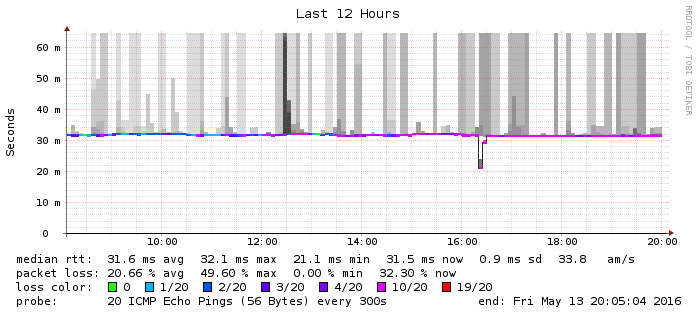 Last 12 Hours
RRDTOOL / TOBI OETIKER
Seconds
60 m
50 m
40 m
30 m
20 m
10 m
0
10:00 12:00 14:00 16:00 18:00 20:00
median rtt: 31.6 ms avg 32.1 ms max 21.1 ms min 31.5 ms now 0.9 ms sd 33.8 am/s
packet loss: 20.66 % avg 49.60 % max 0.00 % min 32.30 % now
loss color: 0 1/20 2/20 3/20 4/20 10/20 19/20
probe: 20 ICMP Echo Pings (56 Bytes) every 300s end: Fri May 13 20:05:04 2016